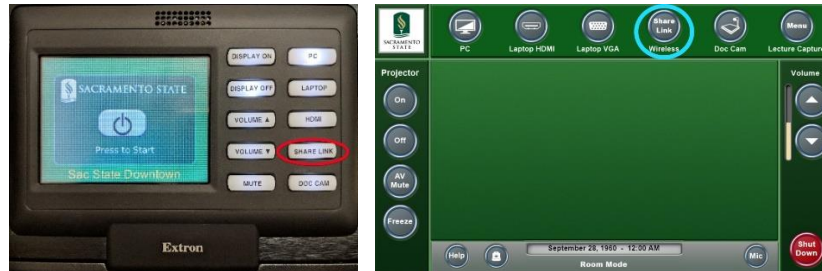 DISPLAY ON
PC
DISPLAY OFF
LAPTOP
VOLUME ▲
HDMI
VOLUME ▼
SHARE LINK
MUTE
DOC CAM
SACRAMENTO STATE
Press to Start
Sac State Downtown
Extron
SACRAMENTO
STATE
PC
Laptop HDMI
Laptop VGA
Share
Link
Wireless
Doc Cam
Menu
Lecture Capture
Projector
On
Off
AV
Mute
Freeze
Volume
Help
September 28, 1960 - 12:00 AM
Room Mode
Mic
Shut
Down